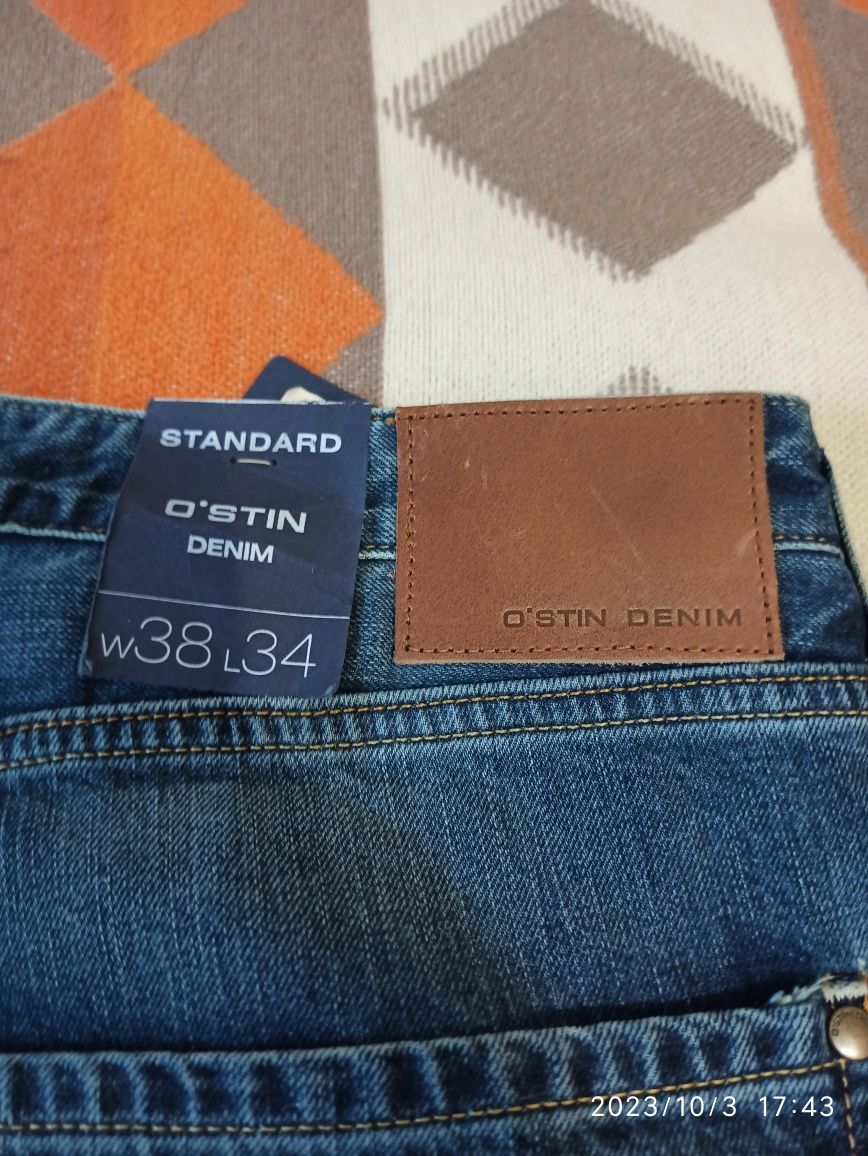 STANDARD
O'STIN
DENIM
W38 L34
O'STIN DENIM
2023/10/3 17:43